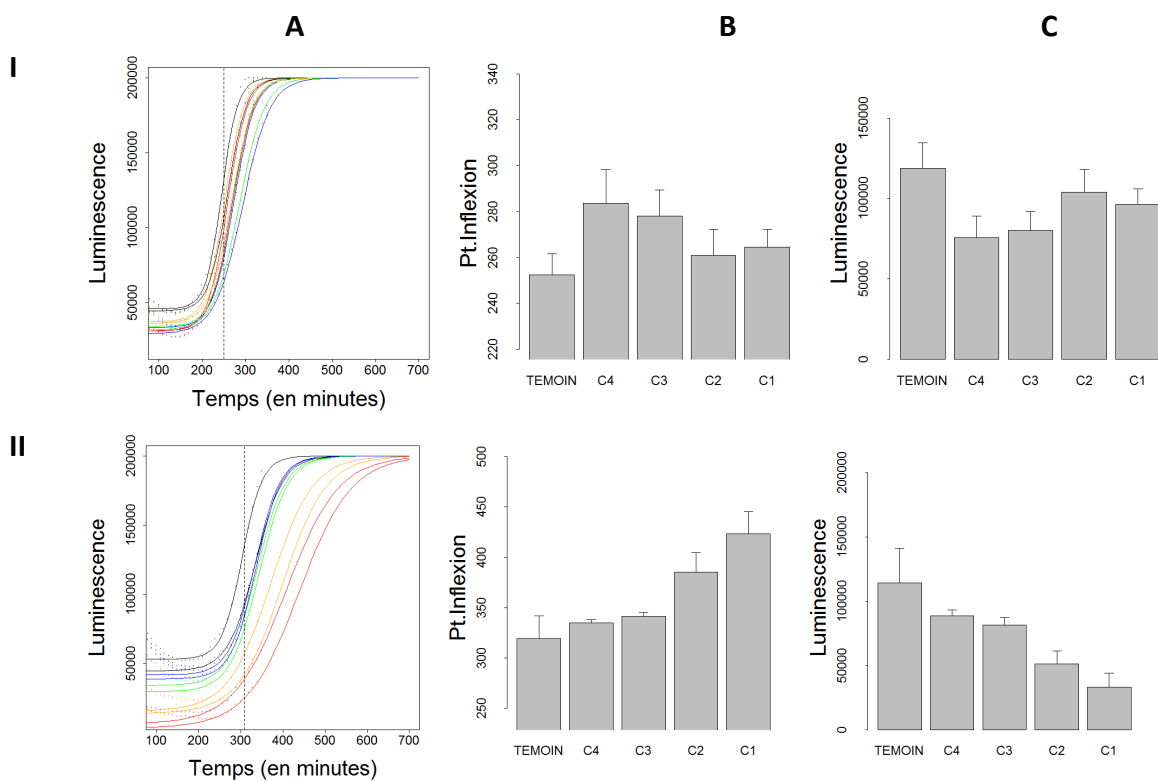 A
B
C
I
Luminescence
200000
150000
100000
50000
100 200 300 400 500 600 700
Temps (en minutes)
Pt.Inflexion
340
320
300
280
260
240
220
TEMOIN C4 C3 C2 C1
Luminescence
150000
100000
50000
0
TEMOIN C4 C3 C2 C1
II
Luminescence
200000
150000
100000
50000
100 200 300 400 500 600 700
Temps (en minutes)
Pt.Inflexion
500
450
400
350
300
250
TEMOIN C4 C3 C2 C1
Luminescence
200000
150000
100000
50000
0
TEMOIN C4 C3 C2 C1